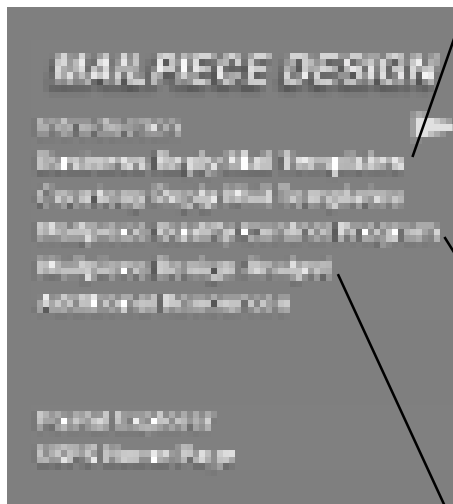 MAILPIECE DESIGN
Introduction
Business Reply Mail Templates
Courtesy Reply Mail Templates
Mailpiece Quality Control Program
Mailpiece Design Analyst
Additional Resources
Postal Explorer
USPS Home Page